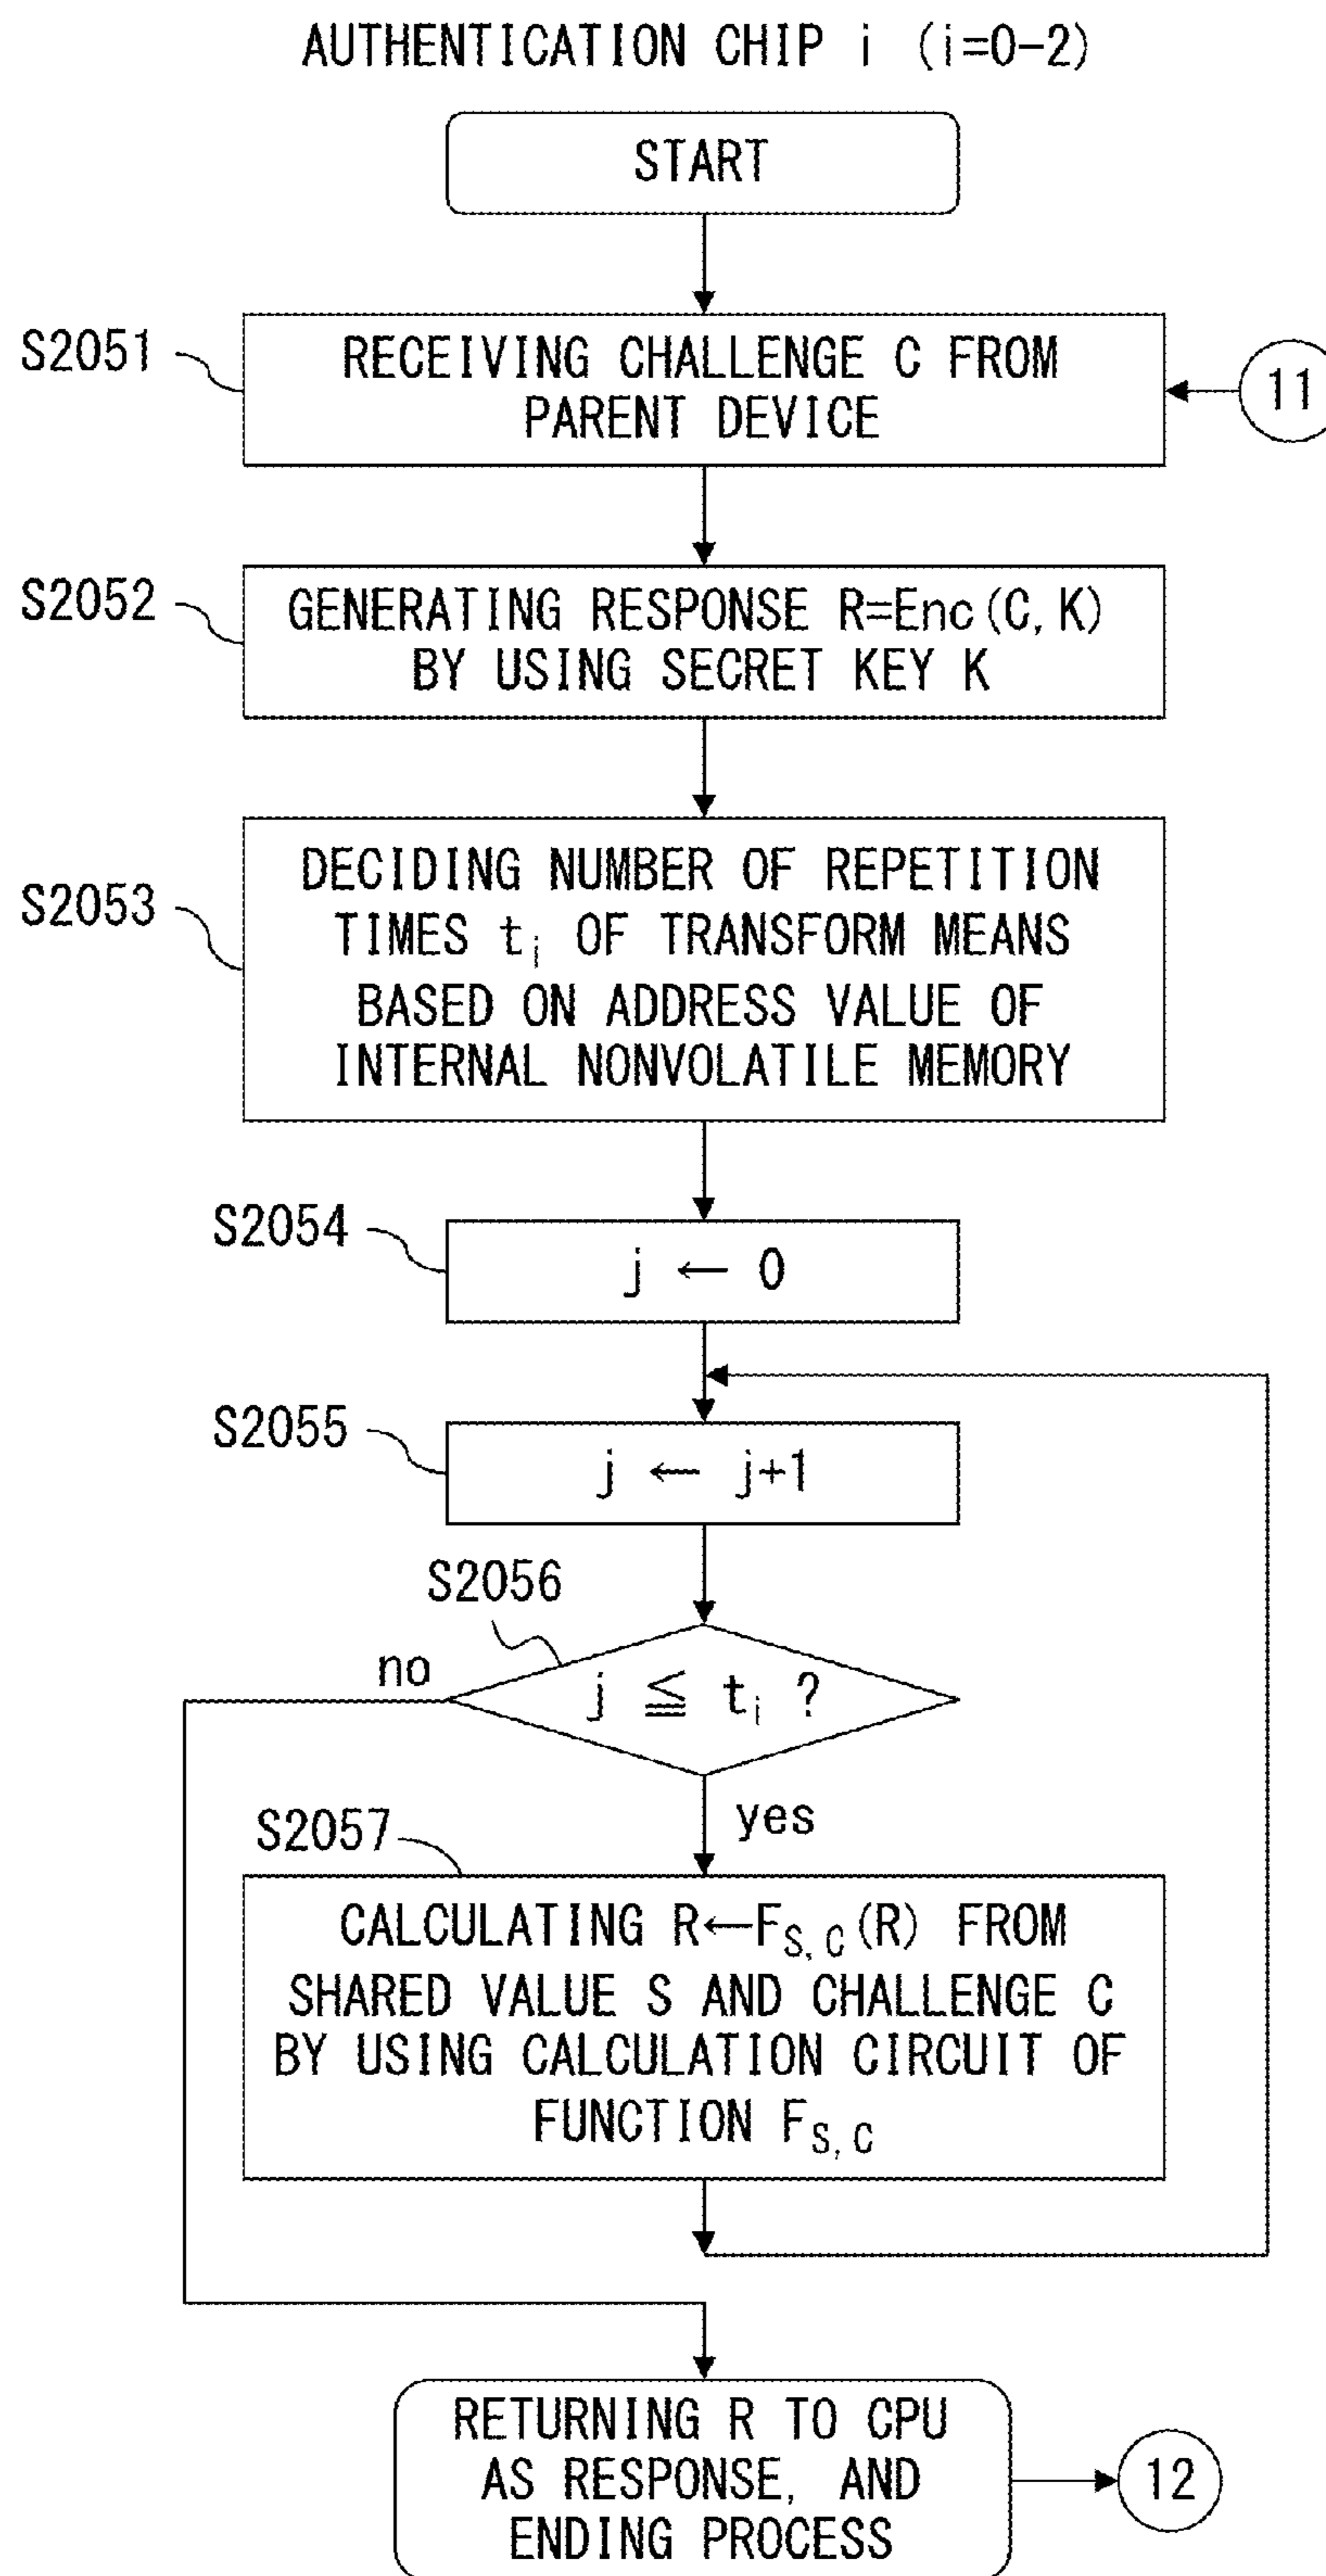 AUTHENTICATION CHIP i (i=0-2)
START
S2051
RECEIVING CHALLENGE C FROM
PARENT DEVICE
11
S2052
GENERATING RESPONSE R=Enc(C,K)
BY USING SECRET KEY K
S2053
DECIDING NUMBER OF REPETITION
TIMES tᵢ OF TRANSFORM MEANS
BASED ON ADDRESS VALUE OF
INTERNAL NONVOLATILE MEMORY
S2054
j ← 0
S2055
j ← j+1
S2056
no
j ≦ tᵢ ?
yes
S2057
CALCULATING R←F_S,C(R) FROM
SHARED VALUE S AND CHALLENGE C
BY USING CALCULATION CIRCUIT OF
FUNCTION F_S,C
RETURNING R TO CPU
AS RESPONSE, AND
ENDING PROCESS
12